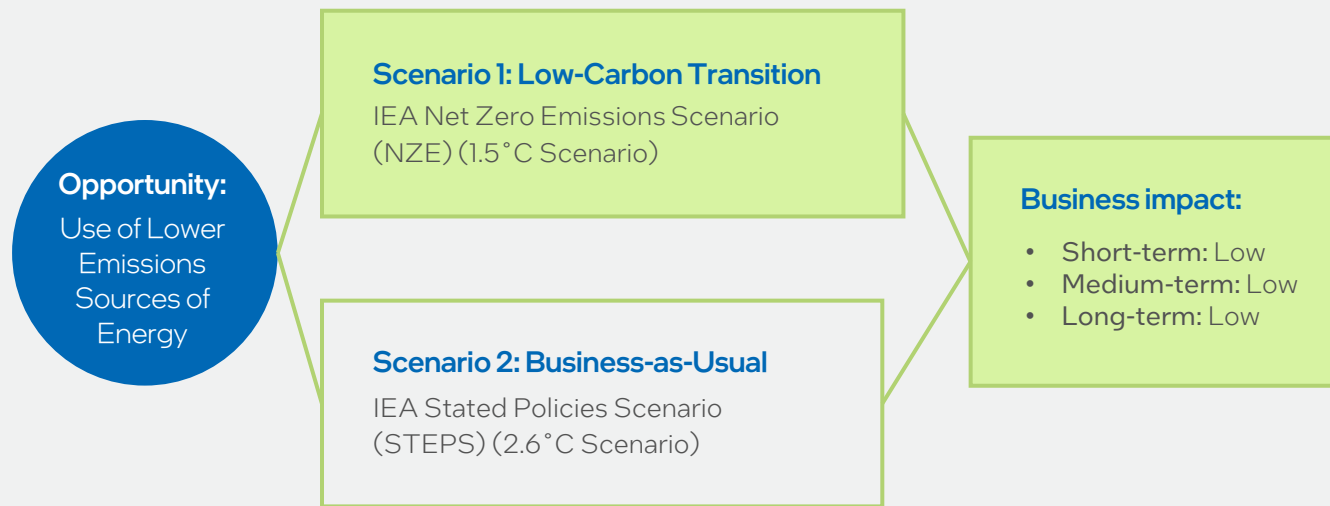 Opportunity:
Use of Lower
Emissions
Sources of
Energy
Scenario 1: Low-Carbon Transition
IEA Net Zero Emissions Scenario
(NZE) (1.5˚C Scenario)
Scenario 2: Business-as-Usual
IEA Stated Policies Scenario
(STEPS) (2.6˚C Scenario)
Business impact:
• Short-term: Low
• Medium-term: Low
• Long-term: Low